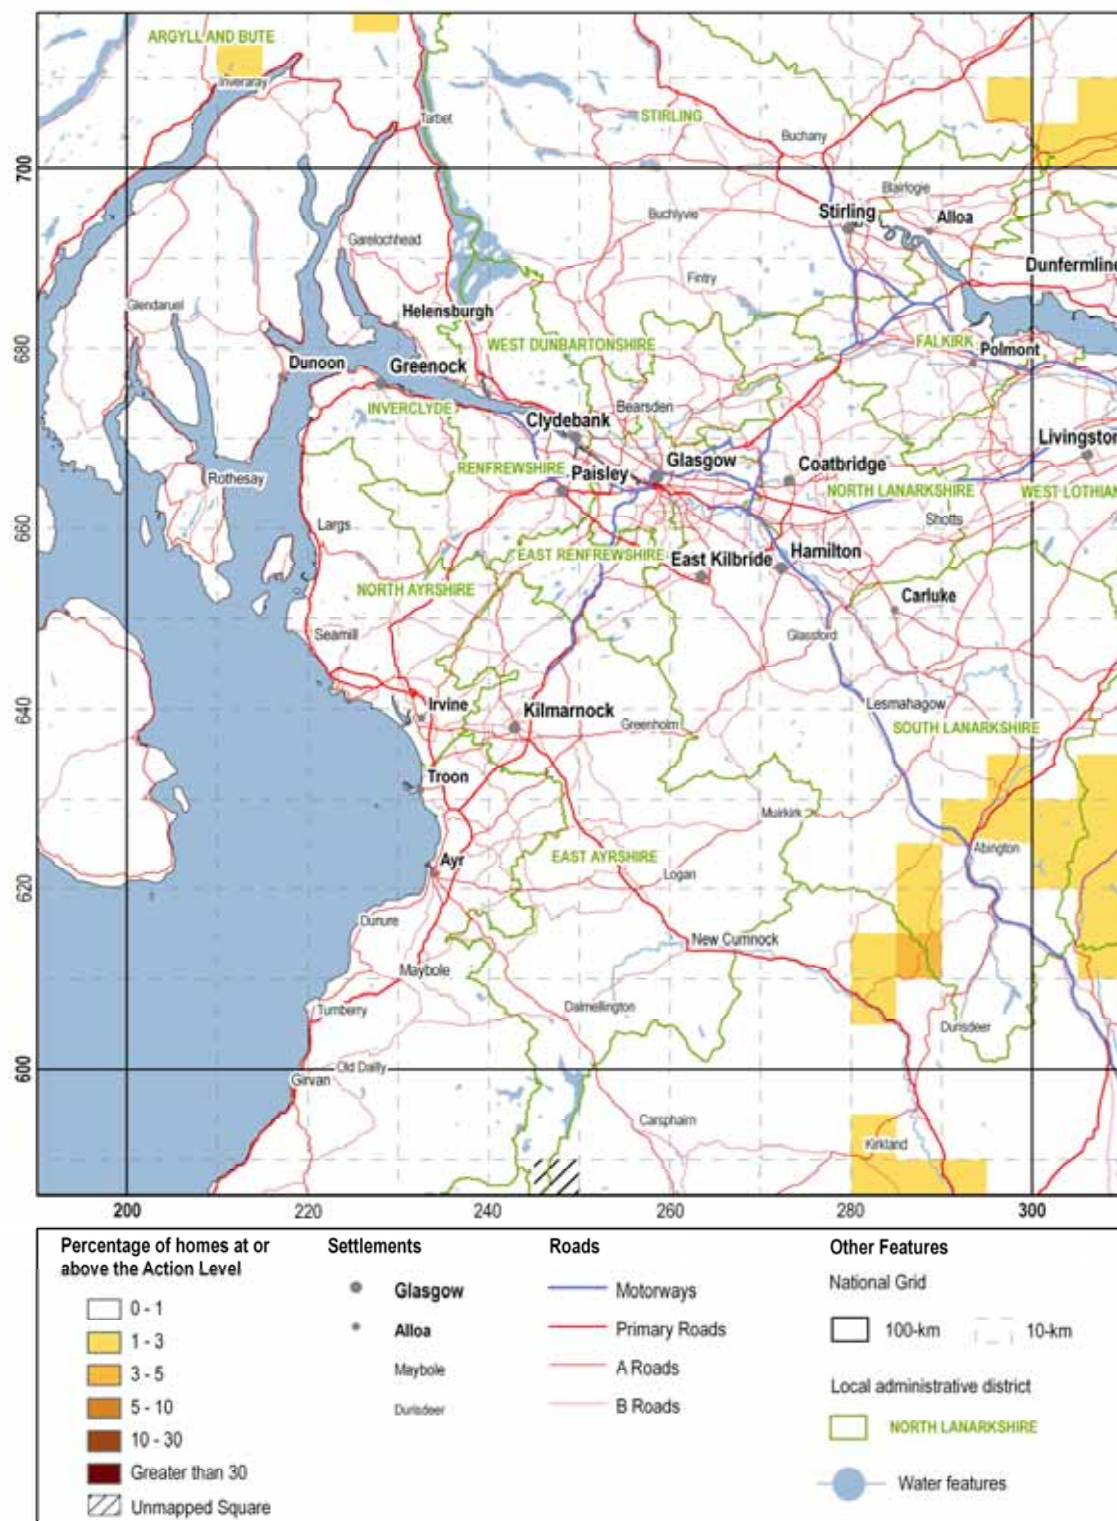 ARGYLL AND BUTE
Inveraray
Tarbet
STIRLING
Buchany
700
Blairlogie
Buchlyvie
Stirling
Alloa
Garelochhead
Fintry
Dunfermline
Glendaruel
Helensburgh
680
WEST DUNBARTONSHIRE
FALKIRK
Polmont
Dunoon
Greenock
INVERCLYDE
Bearsden
Clydebank
Livingston
RENFREWSHIRE
Paisley
Glasgow
Coatbridge
Rothesay
NORTH LANARKSHIRE
WEST LOTHIAN
660
Largs
Shotts
EAST RENFREWSHIRE
East Kilbride
Hamilton
NORTH AYRSHIRE
Carluke
Seamill
Glassford
640
Irvine
Kilmarnock
Greenholm
Lesmahagow
SOUTH LANARKSHIRE
Troon
Muirkirk
Abington
Ayr
EAST AYRSHIRE
Logan
620
Dunure
New Cumnock
Maybole
Turnberry
Dalmellington
Durisdeer
600
Old Dailly
Girvan
Carsphairn
Kirkland
200 220 240 260 280 300
Percentage of homes at or
above the Action Level
0 - 1
1 - 3
3 - 5
5 - 10
10 - 30
Greater than 30
Unmapped Square
Settlements
Glasgow
Alloa
Maybole
Durisdeer
Roads
Motorways
Primary Roads
A Roads
B Roads
Other Features
National Grid
100-km 10-km
Local administrative district
NORTH LANARKSHIRE
Water features